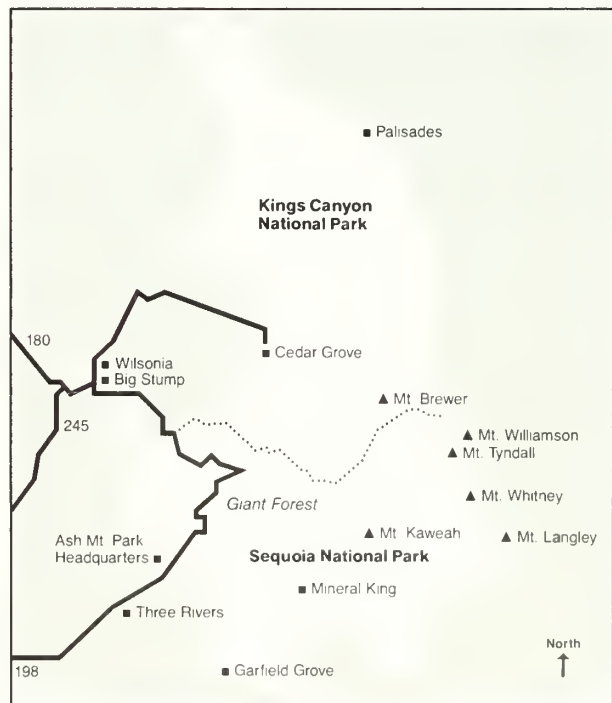 Palisades
Kings Canyon
National Park
180
Wilsonia
Big Stump
Cedar Grove
Mt. Brewer
245
Mt. Williamson
Mt. Tyndall
Giant Forest
Mt. Whitney
Ash Mt. Park
Headquarters
Mt. Kaweah
Mt. Langley
Sequoia National Park
Mineral King
Three Rivers
North
198
Garfield Grove